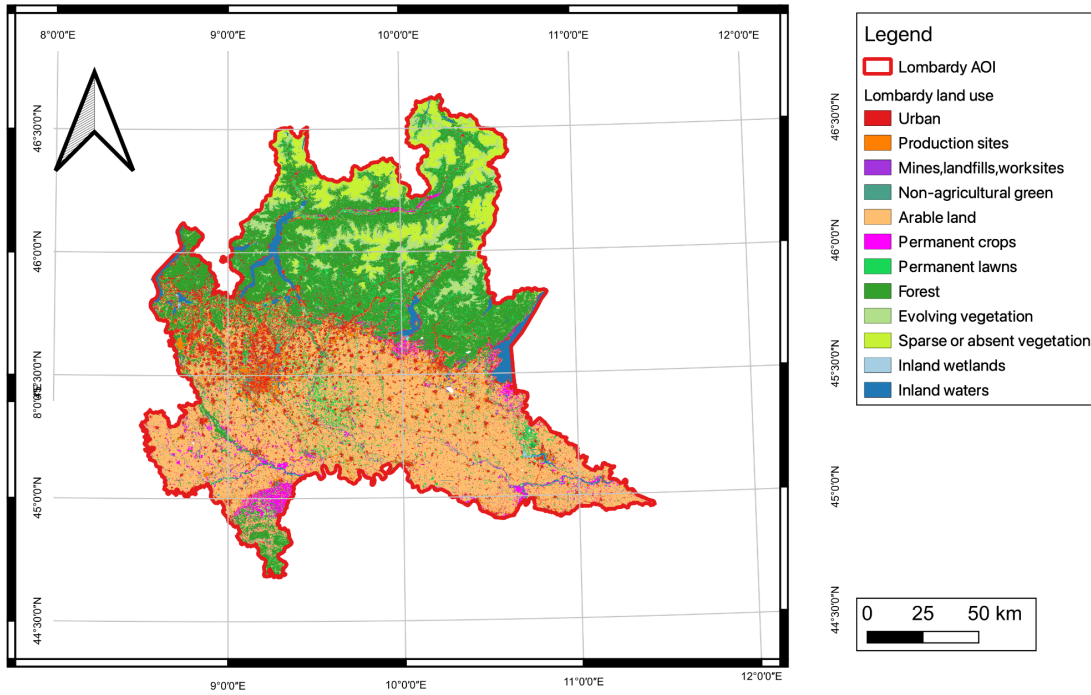 8°0'0"E 9°0'0"E 10°0'0"E 11°0'0"E 12°0'0"E
46°30'0"N
46°0'0"N
45°30'0"N
45°0'0"N
44°30'0"N
9°0'0"E 10°0'0"E 11°0'0"E 12°0'0"E
46°30'0"N
46°0'0"N
45°30'0"N
45°0'0"N
44°30'0"N
Legend
Lombardy AOI
Lombardy land use
Urban
Production sites
Mines,landfills,worksites
Non-agricultural green
Arable land
Permanent crops
Permanent lawns
Forest
Evolving vegetation
Sparse or absent vegetation
Inland wetlands
Inland waters
0 25 50 km